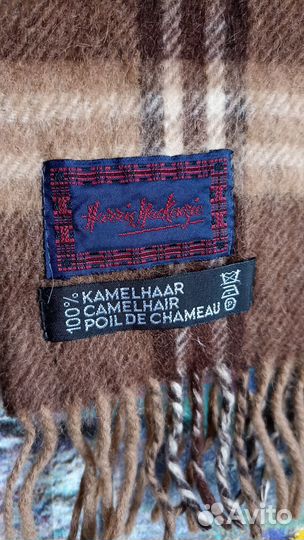 100%
KAMELHAAR
CAMELHAIR
POIL DE CHAMEAU
P
Avito